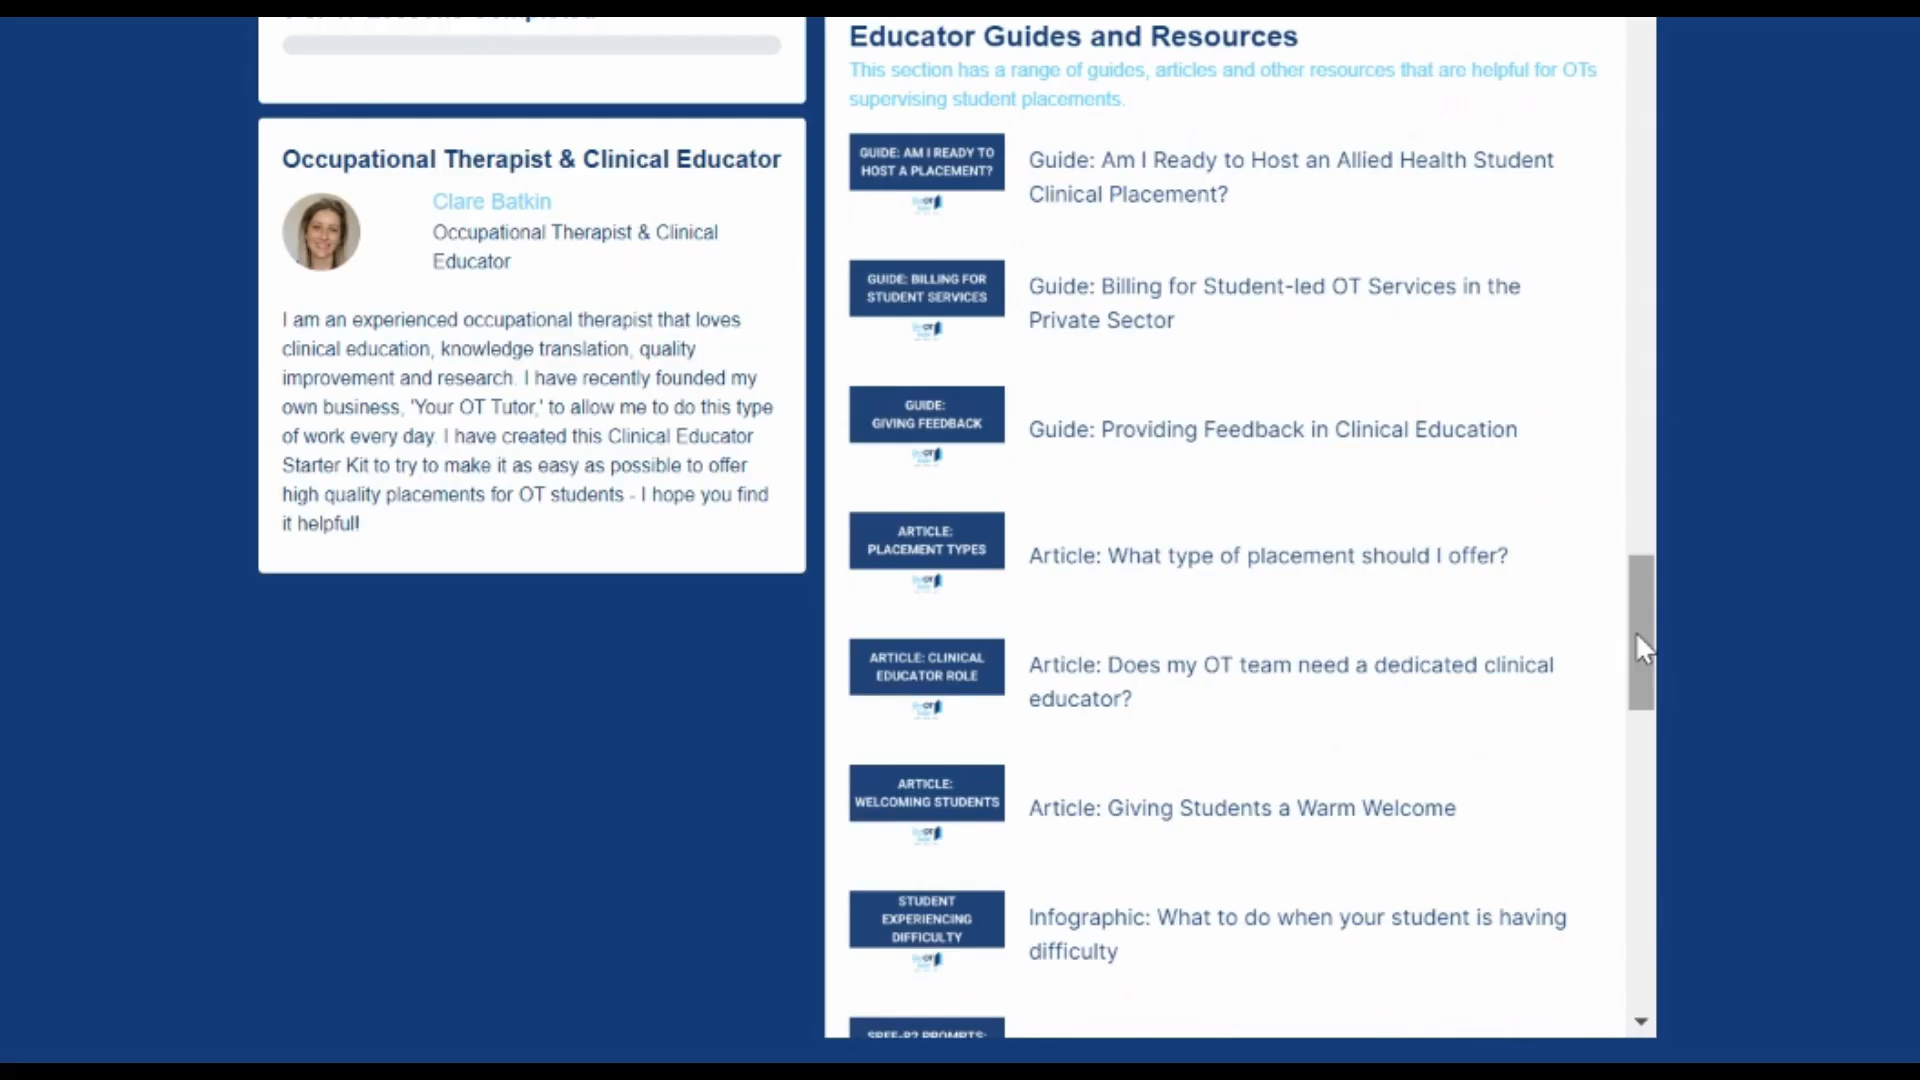 Occupational Therapist & Clinical Educator
Clare Batkin
Occupational Therapist & Clinical
Educator
I am an experienced occupational therapist that loves
clinical education, knowledge translation, quality
improvement and research. I have recently founded my
own business, 'Your OT Tutor,' to allow me to do this type
of work every day. I have created this Clinical Educator
Starter Kit to try to make it as easy as possible to offer
high quality placements for OT students - I hope you find
it helpful!
Educator Guides and Resources
This section has a range of guides, articles and other resources that are helpful for OTs
supervising student placements.
GUIDE: AM I READY TO
HOST A PLACEMENT?
Guide: Am I Ready to Host an Allied Health Student
Clinical Placement?
GUIDE: BILLING FOR
STUDENT SERVICES
Guide: Billing for Student-led OT Services in the
Private Sector
GUIDE:
GIVING FEEDBACK
Guide: Providing Feedback in Clinical Education
ARTICLE:
PLACEMENT TYPES
Article: What type of placement should I offer?
ARTICLE: CLINICAL
EDUCATOR ROLE
Article: Does my OT team need a dedicated clinical
educator?
ARTICLE:
WELCOMING STUDENTS
Article: Giving Students a Warm Welcome
STUDENT
EXPERIENCING
DIFFICULTY
Infographic: What to do when your student is having
difficulty